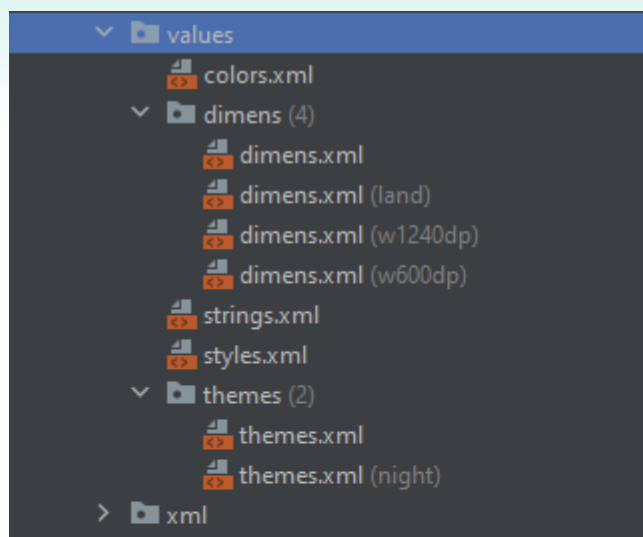 values
colors.xml
dimens (4)
dimens.xml
dimens.xml (land)
dimens.xml (w1240dp)
dimens.xml (w600dp)
strings.xml
styles.xml
themes (2)
themes.xml
themes.xml (night)
xml